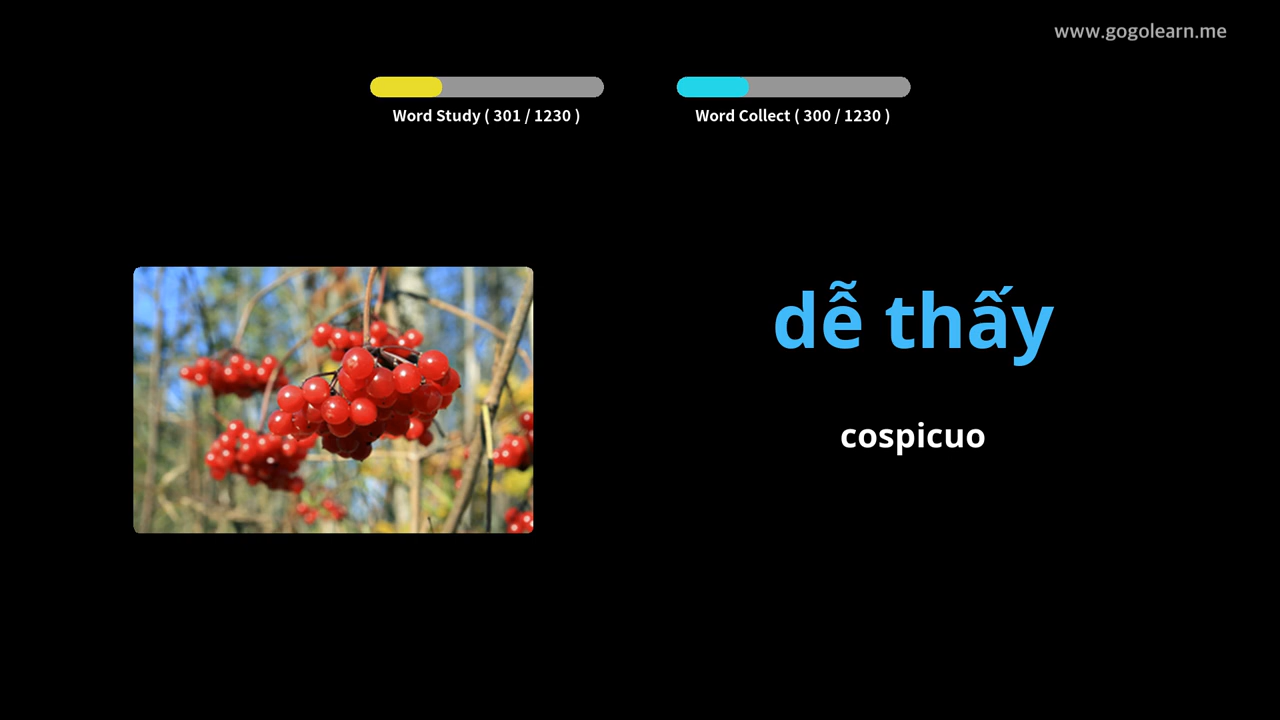 www.gogolearn.me
Word Study ( 301 / 1230 )
Word Collect ( 300 / 1230 )
dễ thấy
cospicuo